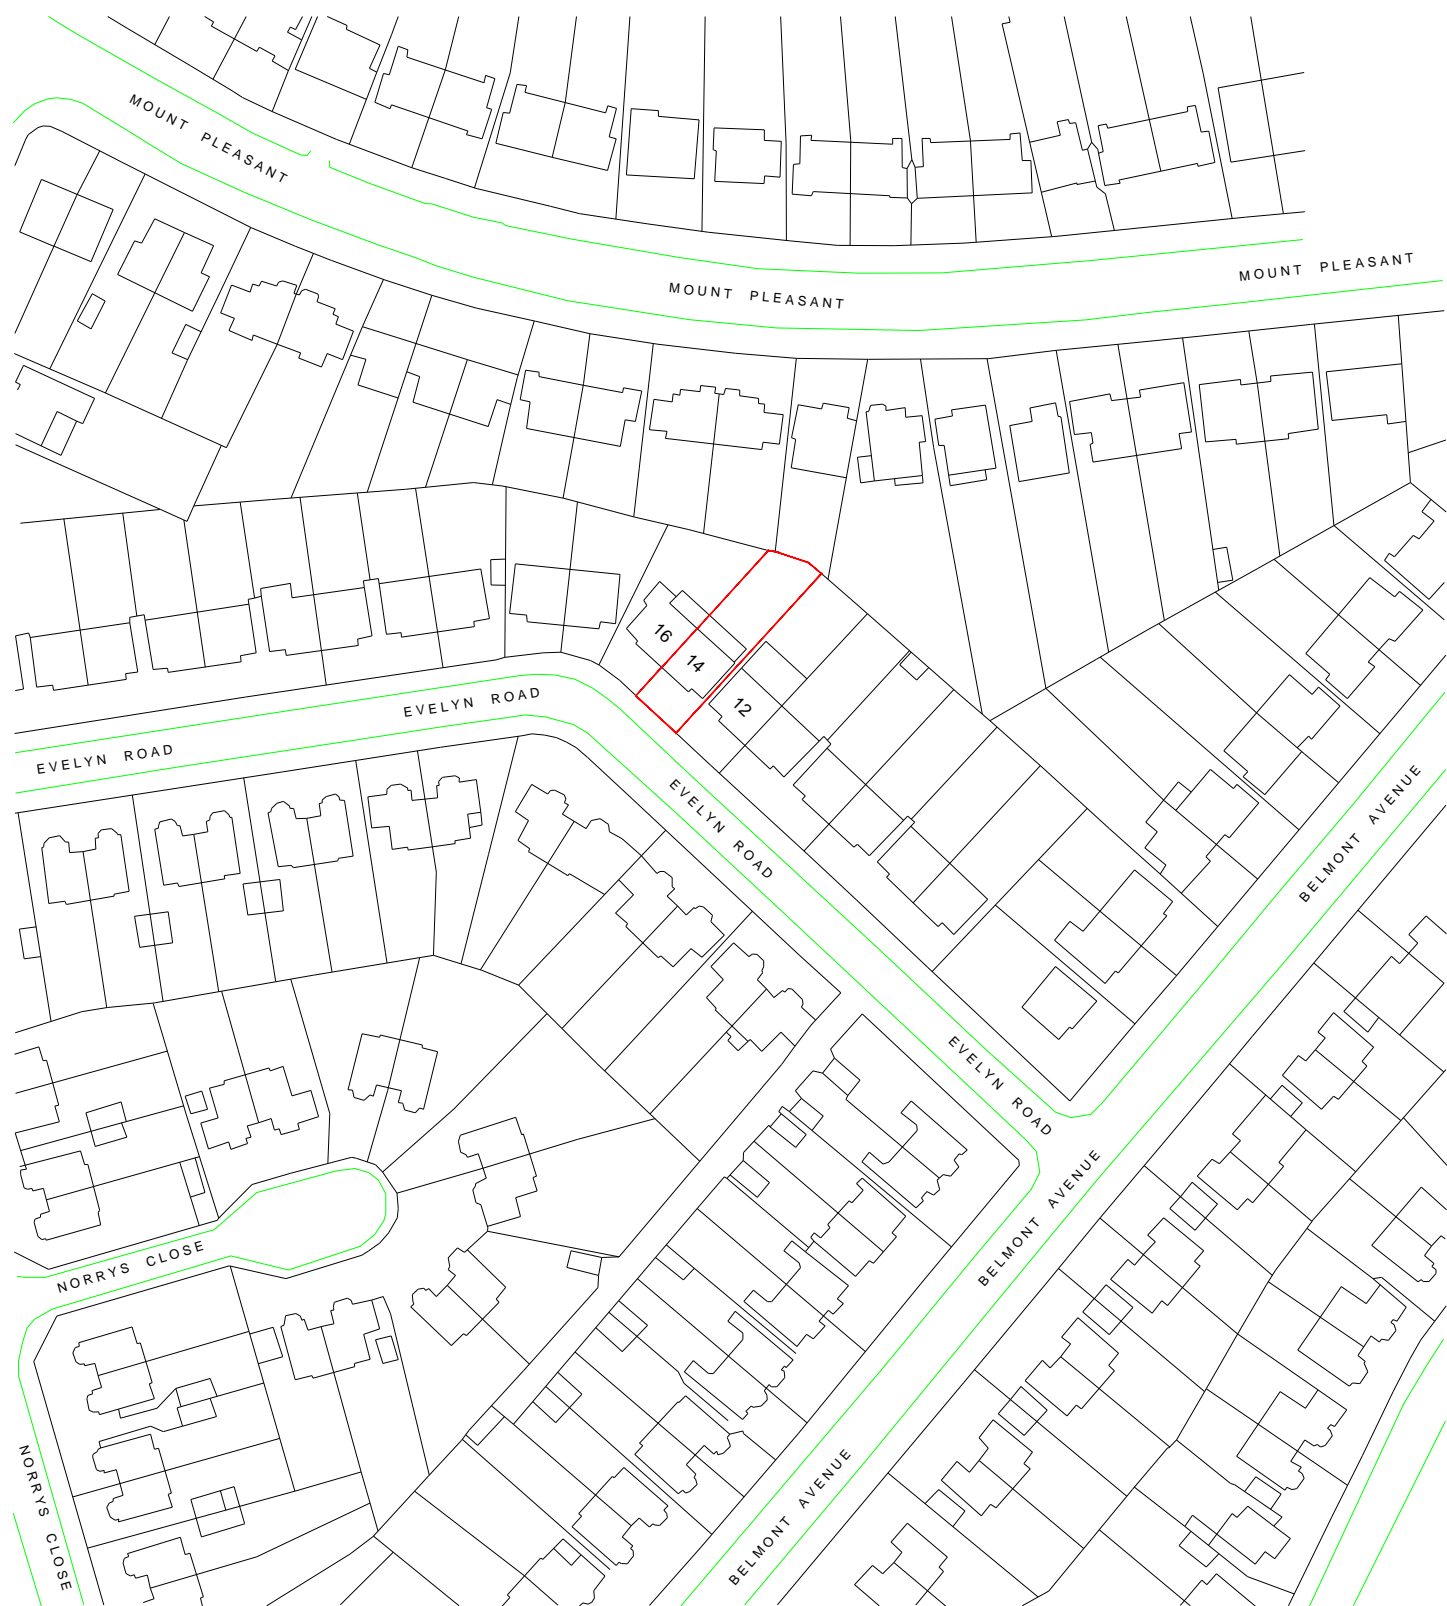 MOUNT PLEASANT
MOUNT PLEASANT
MOUNT PLEASANT
16
14
12
EVELYN ROAD
EVELYN ROAD
EVELYN ROAD
BELMONT AVENUE
EVELYN ROAD
BELMONT AVENUE
NORRYS CLOSE
NORRYS CLOSE
BELMONT AVENUE